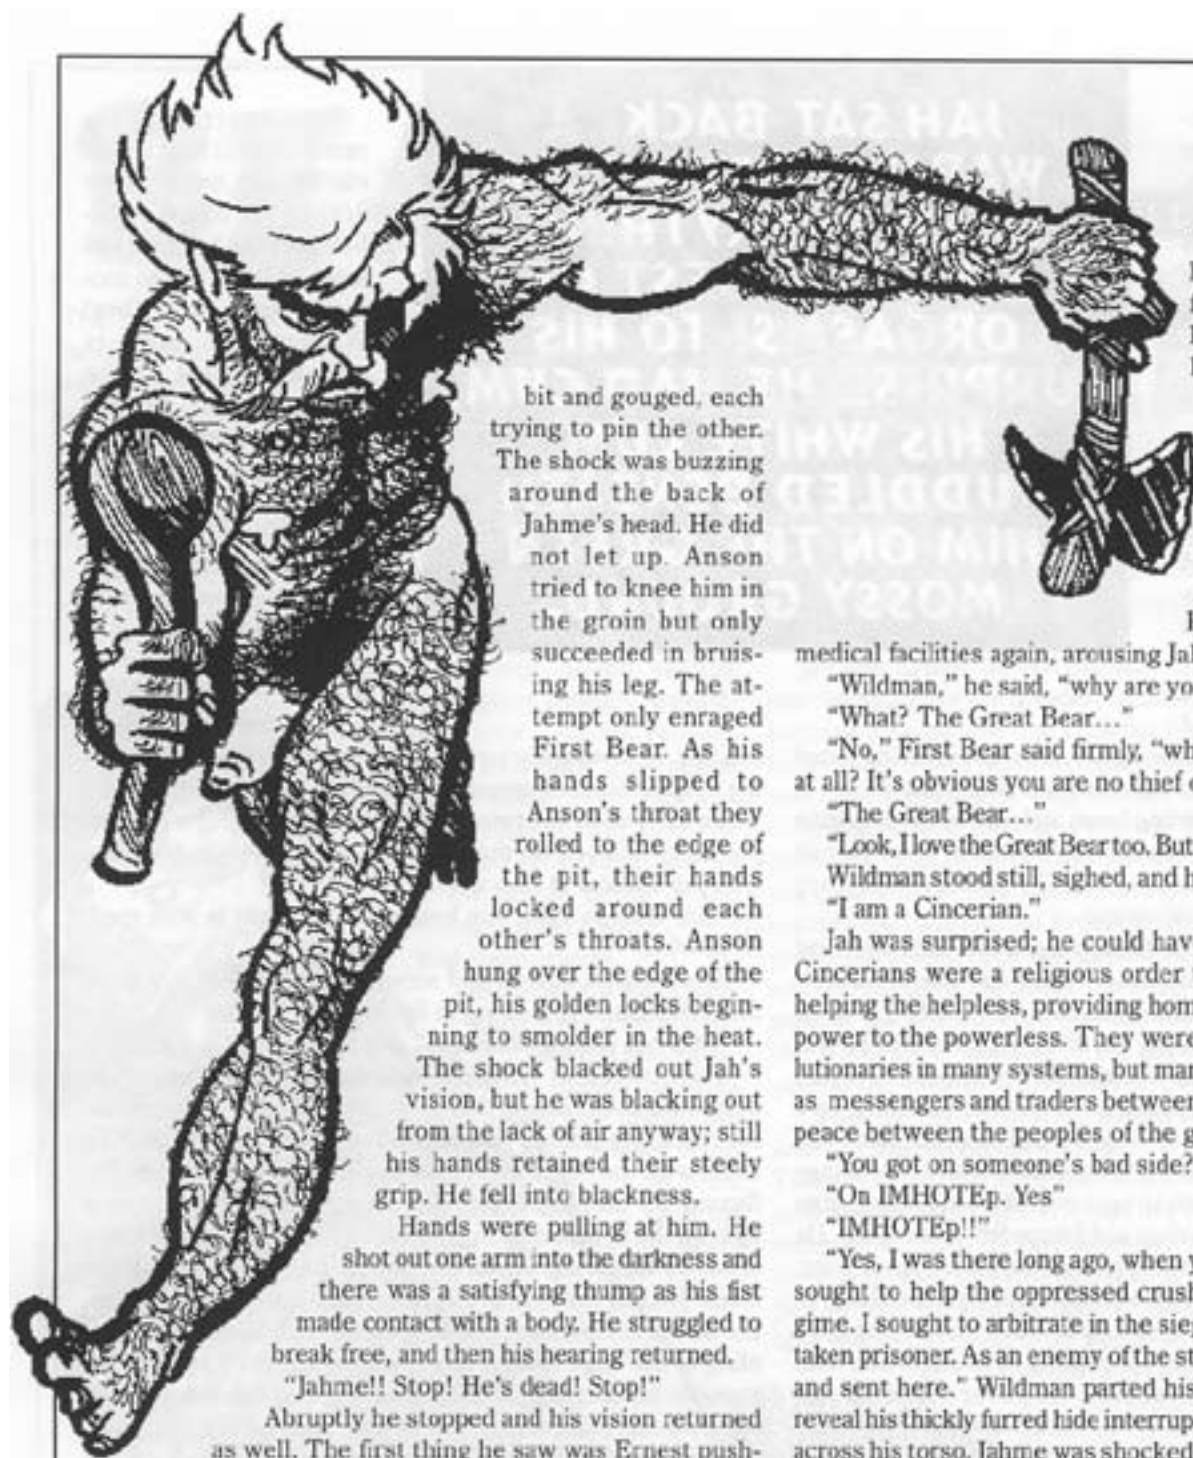 bit and gouged, each
trying to pin the other.
The shock was buzzing
around the back of
Jahme's head. He did
not let up. Anson
tried to knee him in
the groin but only
succeeded in bruis-
ing his leg. The at-
tempt only enraged
First Bear. As his
hands slipped to
Anson's throat they
rolled to the edge of
the pit, their hands
locked around each
other's throats. Anson
hung over the edge of the
pit, his golden locks begin-
ning to smolder in the heat.
The shock blacked out Jah's
vision, but he was blacking out
from the lack of air anyway; still
his hands retained their steely
grip. He fell into blackness.
Hands were pulling at him. He
shot out one arm into the darkness and
there was a satisfying thump as his fist
made contact with a body. He struggled to
break free, and then his hearing returned.
"Jahme!! Stop! He's dead! Stop!"
Abruptly he stopped and his vision returned
as well. The first thing he saw was Ernest push-
medical facilities again, arousing
"Wildman," he said, "why are
"What? The Great Bear..."
"No," First Bear said firmly,
at all? It's obvious you are no thief
"The Great Bear..."
"Look, I love the Great Bear too. But
Wildman stood still, sighed, and
"I am a Cincerian."
Jah was surprised; he could
Cincerians were a religious order
helping the helpless, providing
power to the powerless. They were
lutionaries in many systems, but
as messengers and traders between
peace between the peoples of the
"You got on someone's bad side?
"On IMHOTEp. Yes"
"IMHOTEp!!"
"Yes, I was there long ago, when
sought to help the oppressed
gime. I sought to arbitrate in the
taken prisoner. As an enemy of the
and sent here." Wildman parted his
reveal his thickly furred hide
across his torso. Jahme was shocked
JAH SAT BACK